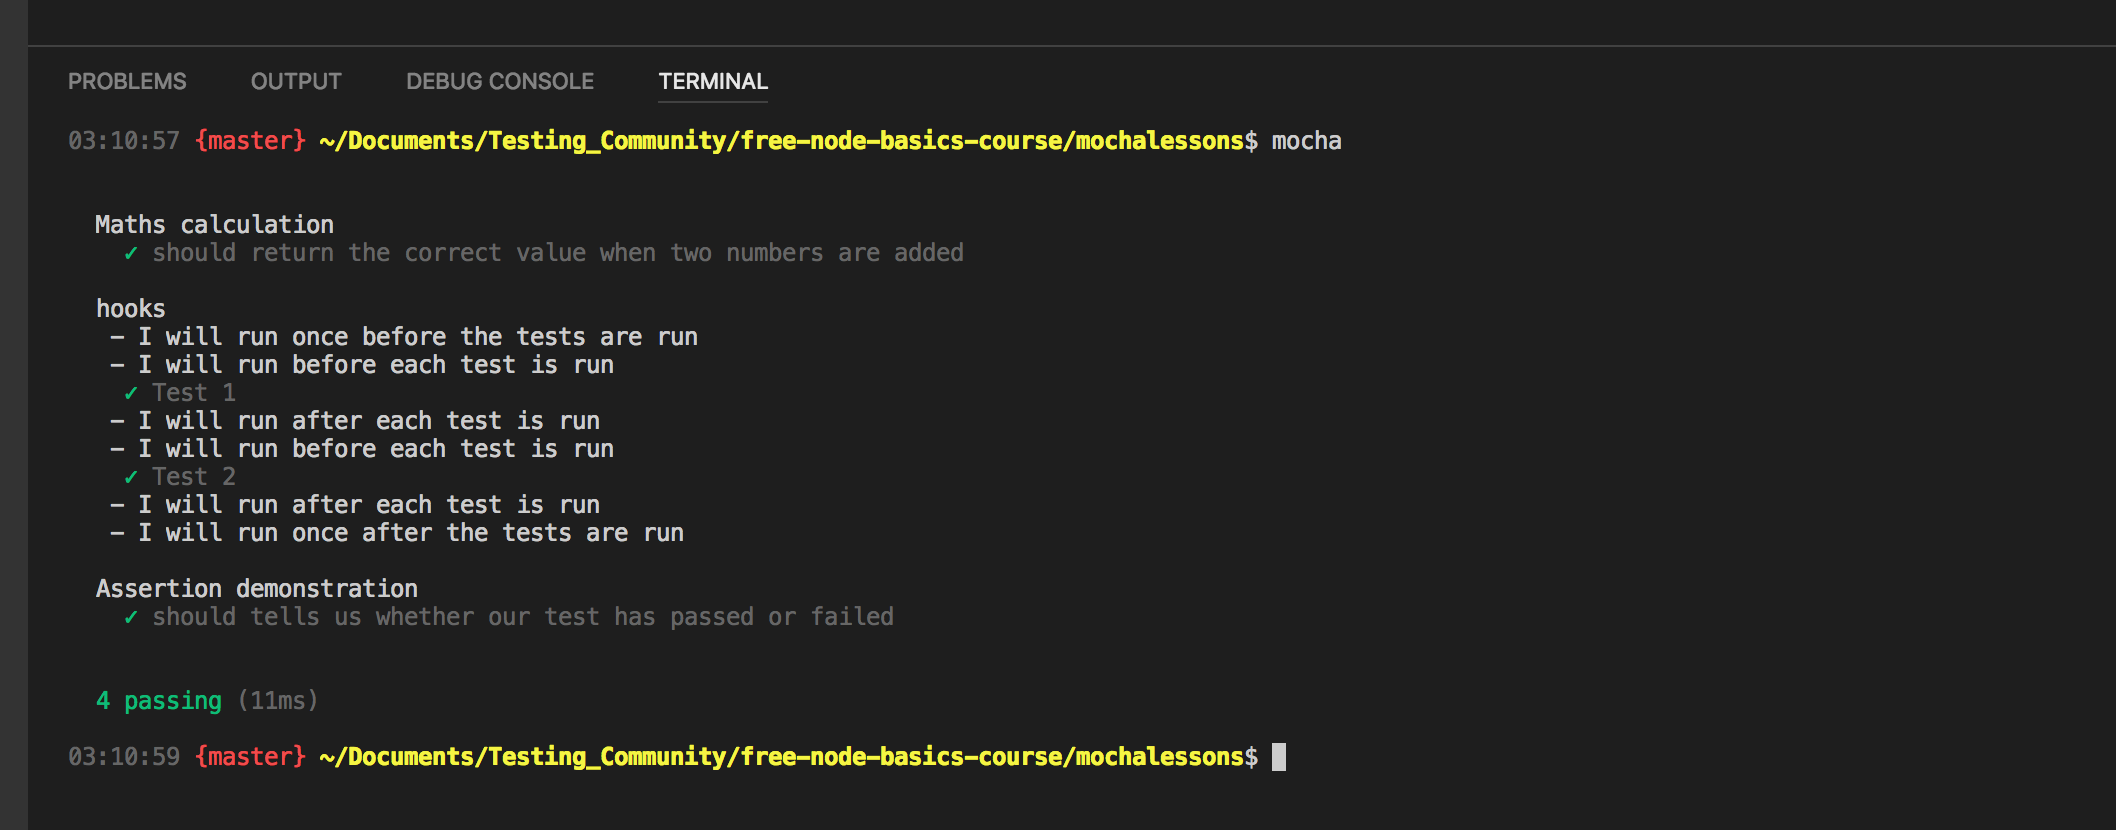 PROBLEMS OUTPUT DEBUG CONSOLE TERMINAL
03:10:57 {master} ~/Documents/Testing_Community/free-node-basics-course/mochalessons$ mocha
Maths calculation
✓ should return the correct value when two numbers are added
hooks
- I will run once before the tests are run
- I will run before each test is run
✓ Test 1
- I will run after each test is run
- I will run before each test is run
✓ Test 2
- I will run after each test is run
- I will run once after the tests are run
Assertion demonstration
✓ should tells us whether our test has passed or failed
4 passing (11ms)
03:10:59 {master} ~/Documents/Testing_Community/free-node-basics-course/mochalessons$